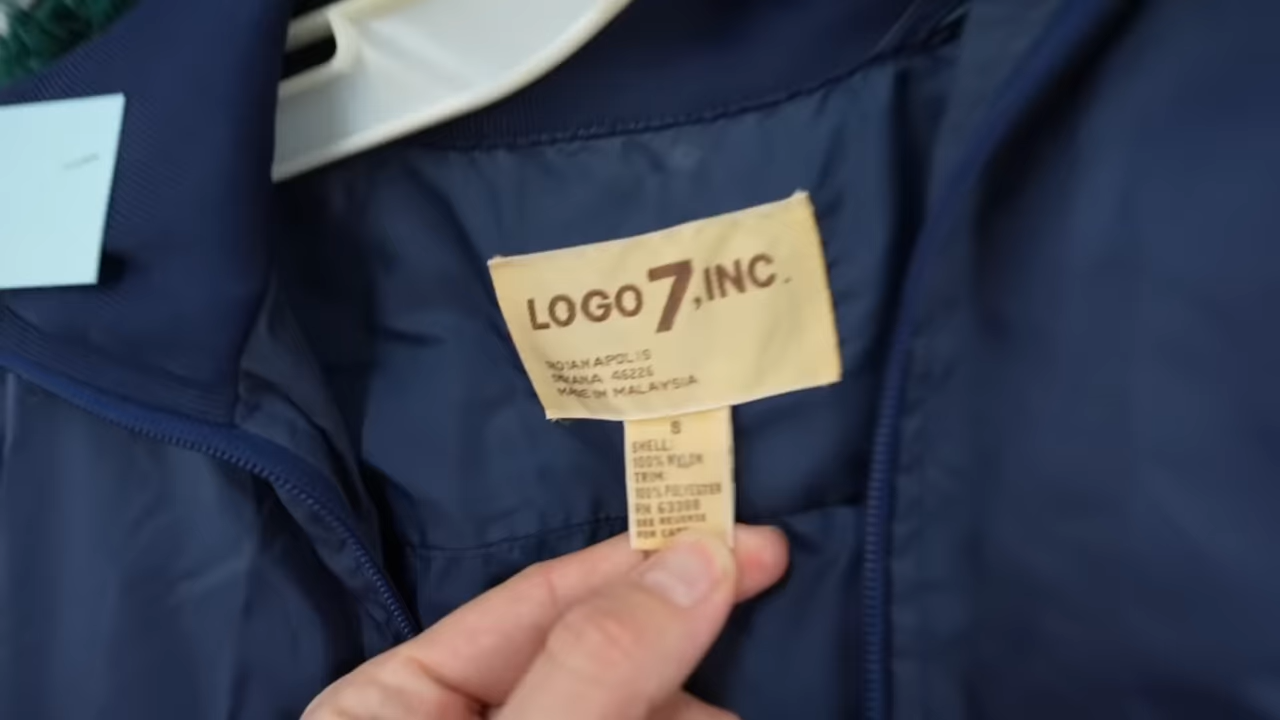 LOGO 7, INC.
INDIANAPOLIS
INDIANA 46226
MADE IN MALAYSIA
S
SHELL:
100% NYLON
TRIM:
100% POLYESTER
RN 63388
SEE REVERSE
FOR CARE